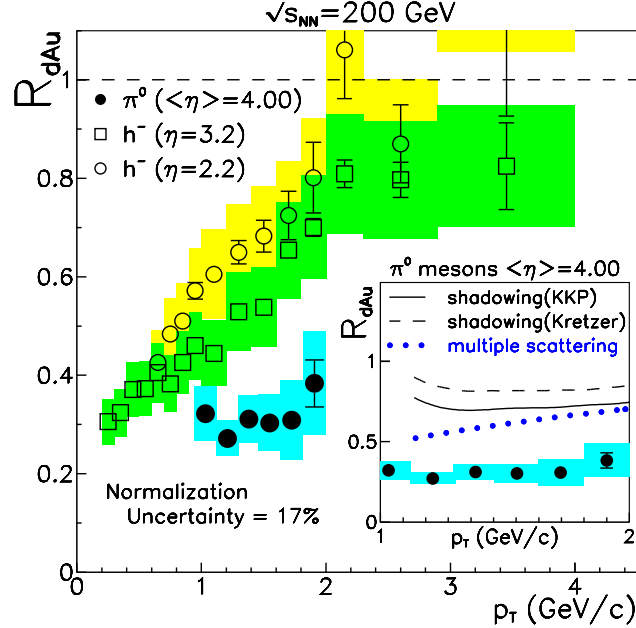 √s_NN=200 GeV
R_dAu
1
0.8
0.6
0.4
0.2
0
π⁰ (<η>=4.00)
h⁻ (η=3.2)
h⁻ (η=2.2)
Normalization
Uncertainty = 17%
0 1 2 3 4
p_T (GeV/c)
π⁰ mesons <η>=4.00
R_dAu
shadowing(KKP)
shadowing(Kretzer)
multiple scattering
1
0.5
0
1 2
p_T (GeV/c)